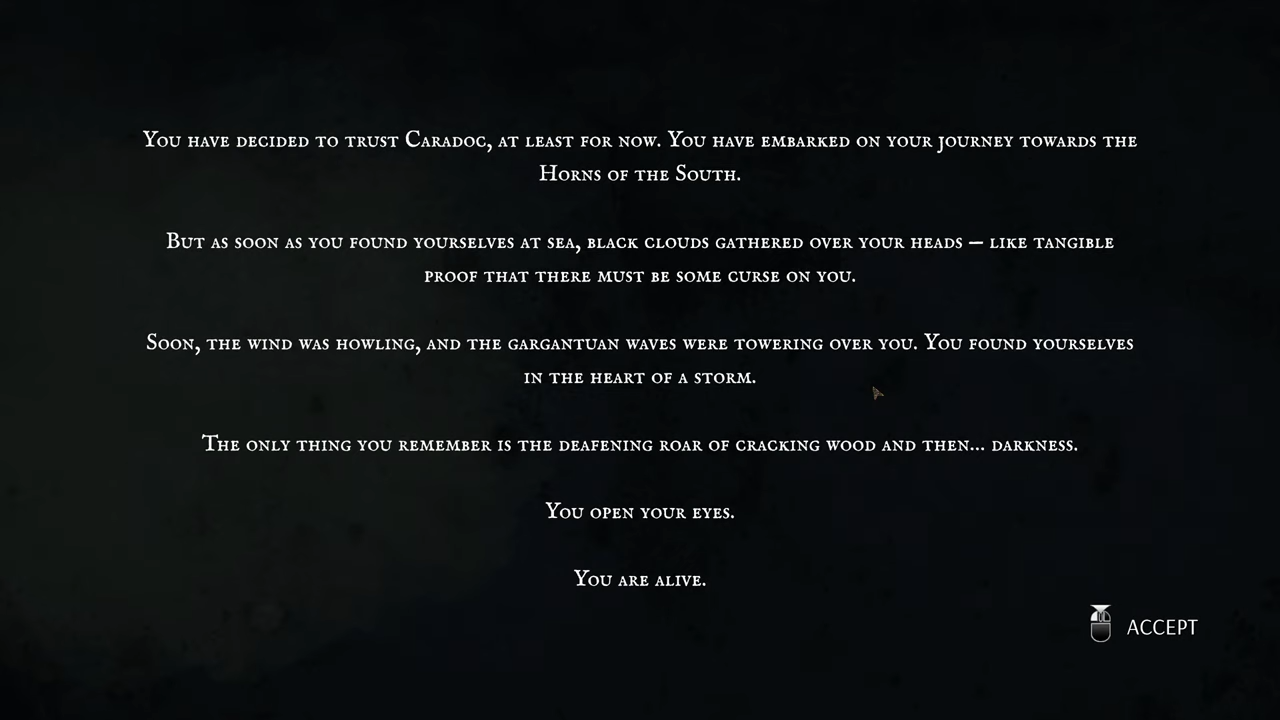 You have decided to trust Caradoc, at least for now. You have embarked on your journey towards the
Horns of the South.
But as soon as you found yourselves at sea, black clouds gathered over your heads — like tangible
proof that there must be some curse on you.
Soon, the wind was howling, and the gargantuan waves were towering over you. You found yourselves
in the heart of a storm.
The only thing you remember is the deafening roar of cracking wood and then... darkness.
You open your eyes.
You are alive.
ACCEPT